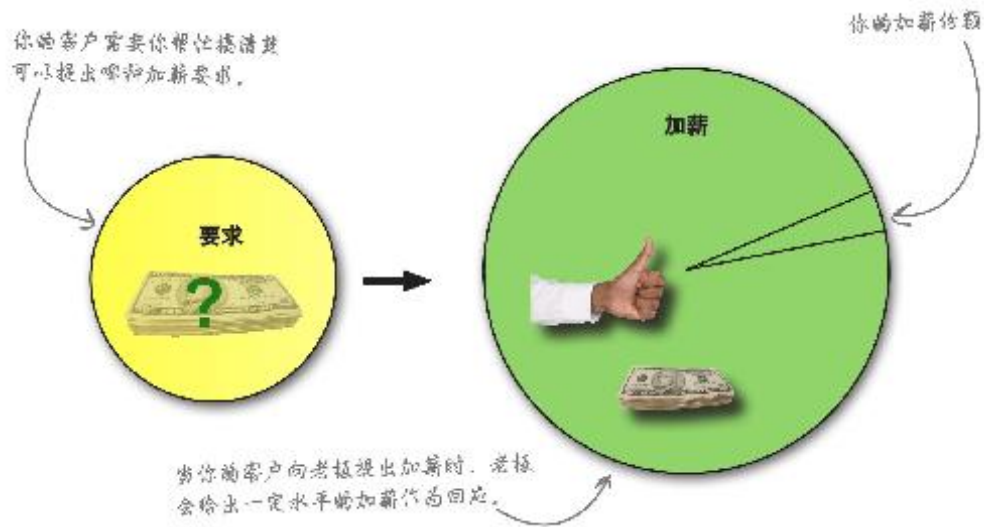 你的客户需要你帮忙搞清楚
可以提出哪种加薪要求。
你的加薪份额
加薪
要求
?
当你的客户向老板提出加薪时，老板
会给出一定水平的加薪作为回应。